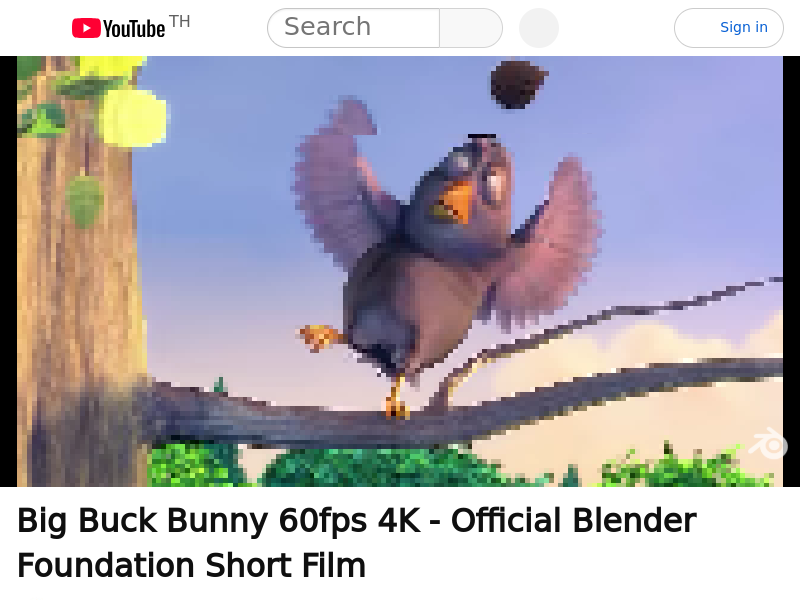 YouTube TH
Search
Sign in
Big Buck Bunny 60fps 4K - Official Blender
Foundation Short Film